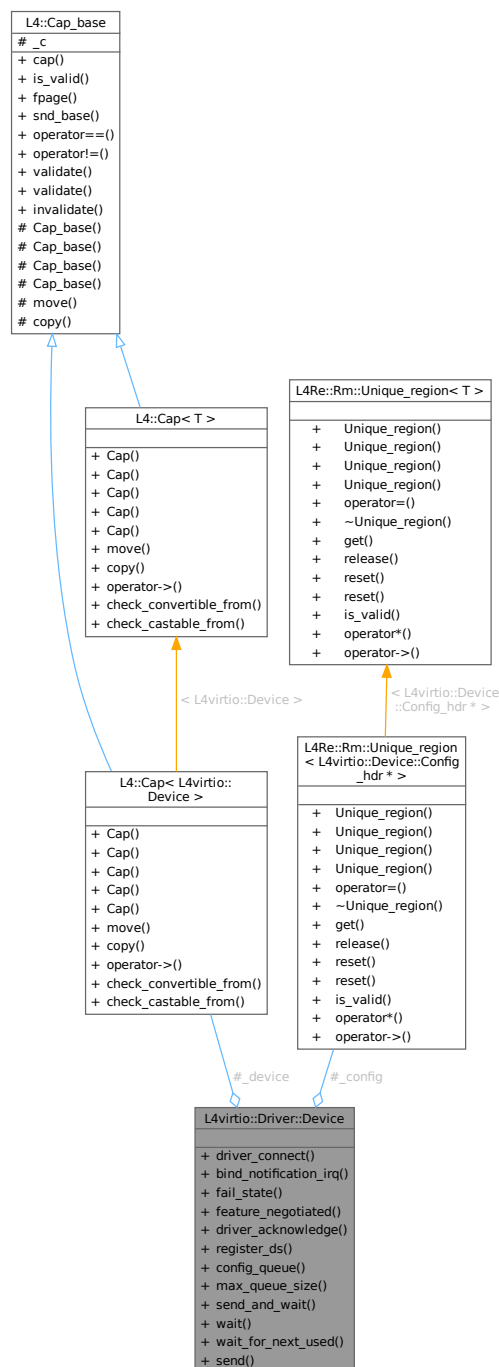 L4::Cap_base
# _c
+ cap()
+ is_valid()
+ fpage()
+ snd_base()
+ operator==()
+ operator!=()
+ validate()
+ validate()
+ invalidate()
# Cap_base()
# Cap_base()
# Cap_base()
# Cap_base()
# move()
# copy()
L4::Cap< T >
+ Cap()
+ Cap()
+ Cap()
+ Cap()
+ Cap()
+ move()
+ copy()
+ operator->()
+ check_convertible_from()
+ check_castable_from()
L4Re::Rm::Unique_region< T >
+ Unique_region()
+ Unique_region()
+ Unique_region()
+ Unique_region()
+ operator=()
+ ~Unique_region()
+ get()
+ release()
+ reset()
+ reset()
+ is_valid()
+ operator*()
+ operator->()
< L4virtio::Device >
< L4virtio::Device
::Config_hdr * >
L4::Cap< L4virtio::
Device >
+ Cap()
+ Cap()
+ Cap()
+ Cap()
+ Cap()
+ move()
+ copy()
+ operator->()
+ check_convertible_from()
+ check_castable_from()
L4Re::Rm::Unique_region
< L4virtio::Device::Config
_hdr * >
+ Unique_region()
+ Unique_region()
+ Unique_region()
+ Unique_region()
+ operator=()
+ ~Unique_region()
+ get()
+ release()
+ reset()
+ reset()
+ is_valid()
+ operator*()
+ operator->()
#_device
#_config
L4virtio::Driver::Device
+ driver_connect()
+ bind_notification_irq()
+ fail_state()
+ feature_negotiated()
+ driver_acknowledge()
+ register_ds()
+ config_queue()
+ max_queue_size()
+ send_and_wait()
+ wait()
+ wait_for_next_used()
+ send()